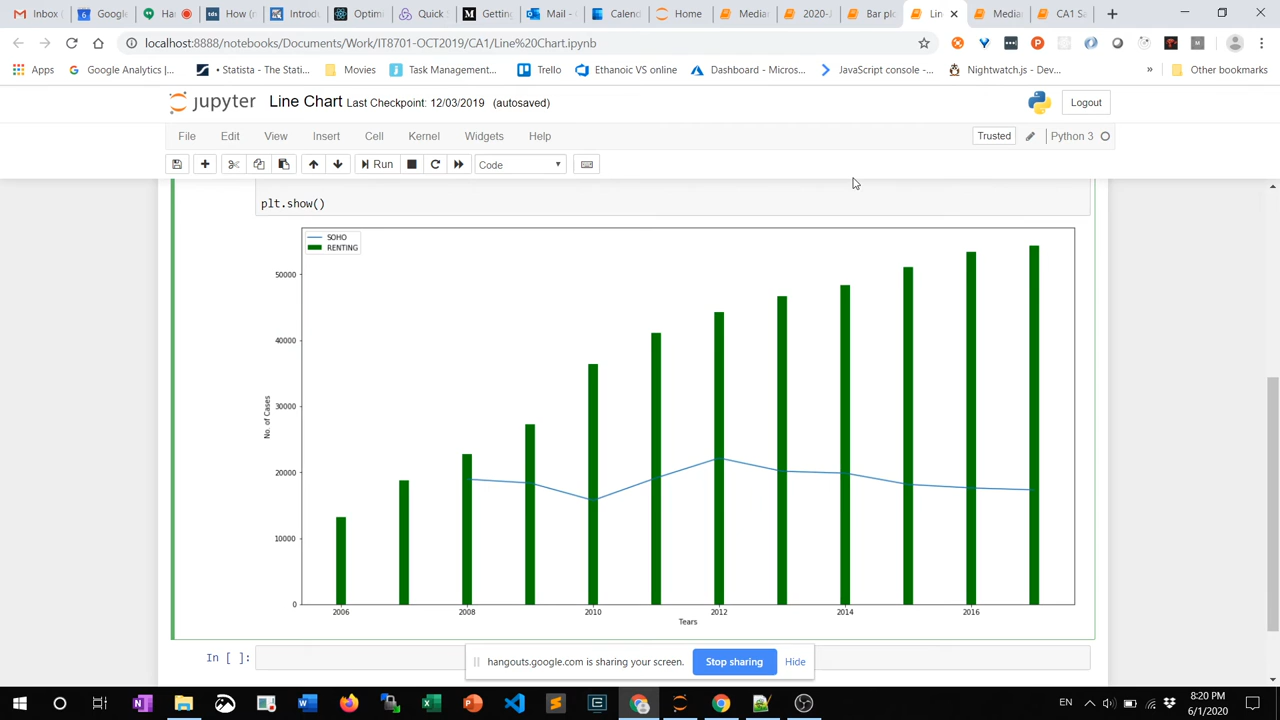 Inbox (
Google
Har
How (
Introdu
Optim
Quick
Getting
Mail -
Calend
Home
Media
2020-J
Bar plo
Lin
Media
CA1 Sa
localhost:8888/notebooks/Documents/Work/IT8701-OCT2019/CA1/Line%20Chart.ipynb
Apps
Google Analytics |...
• Statista - The Stati...
Movies
Task Management...
Trello
Ethanoic VS online
Dashboard - Micros...
JavaScript console -...
Nightwatch.js - Dev...
»
Other bookmarks
jupyter Line Chart Last Checkpoint: 12/03/2019 (autosaved)
Logout
File Edit View Insert Cell Kernel Widgets Help
Trusted
Python 3
Run
Code
plt.show()
SOHO
RENTING
50000
40000
30000
20000
10000
0
No. of Cases
2006 2008 2010 2012 2014 2016
Tears
In [ ]:
hangouts.google.com is sharing your screen.
Stop sharing
Hide
EN
8:20 PM
6/1/2020